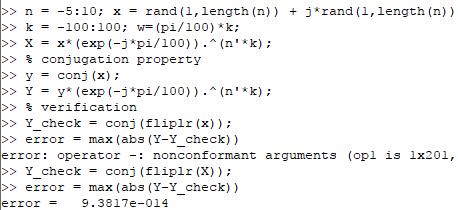 >> n = -5:10; x = rand(1,length(n)) + j*rand(1,length(n))
>> k = -100:100; w=(pi/100)*k;
>> X = x*(exp(-j*pi/100)).^(n'*k);
>> % conjugation property
>> y = conj(x);
>> Y = y*(exp(-j*pi/100)).^(n'*k);
>> % verification
>> Y_check = conj(fliplr(x));
>> error = max(abs(Y-Y_check))
error: operator -: nonconformant arguments (op1 is 1x201,
>> Y_check = conj(fliplr(X));
>> error = max(abs(Y-Y_check))
error = 9.3817e-014